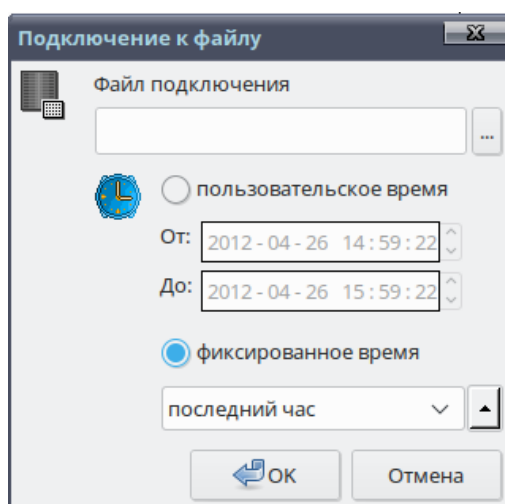 Подключение к файлу
Файл подключения
...
пользовательское время
От: 2012-04-26 14:59:22
До: 2012-04-26 15:59:22
фиксированное время
последний час
OK Отмена